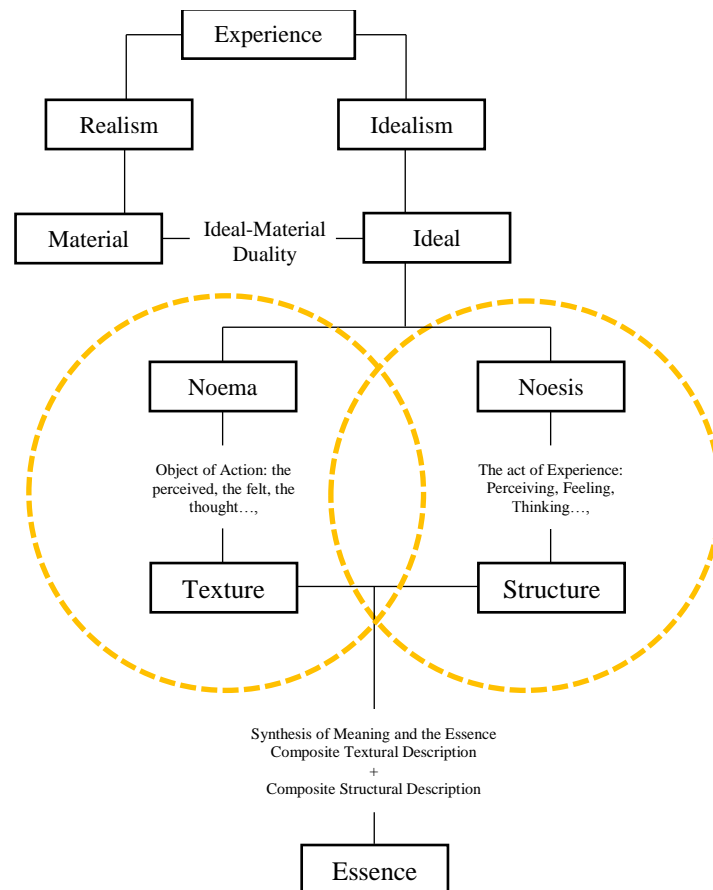 Experience
Realism
Idealism
Material
Ideal-Material
Duality
Ideal
Noema
Noesis
Object of Action: the
perceived, the felt, the
thought…,
The act of Experience:
Perceiving, Feeling,
Thinking…,
Texture
Structure
Synthesis of Meaning and the Essence
Composite Textural Description
+
Composite Structural Description
Essence